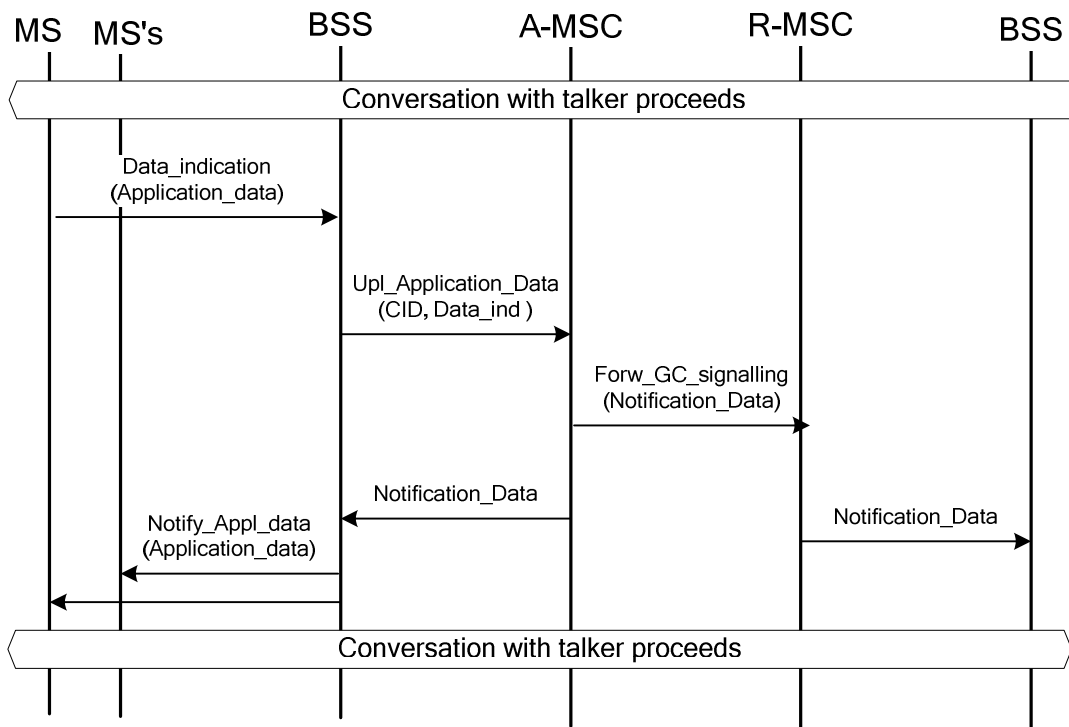 MS
MS's
BSS
A-MSC
R-MSC
BSS
Conversation with talker proceeds
Data_indication
(Application_data)
Upl_Application_Data
(CID, Data_ind )
Forw_GC_signalling
(Notification_Data)
Notification_Data
Notification_Data
Notify_Appl_data
(Application_data)
Conversation with talker proceeds